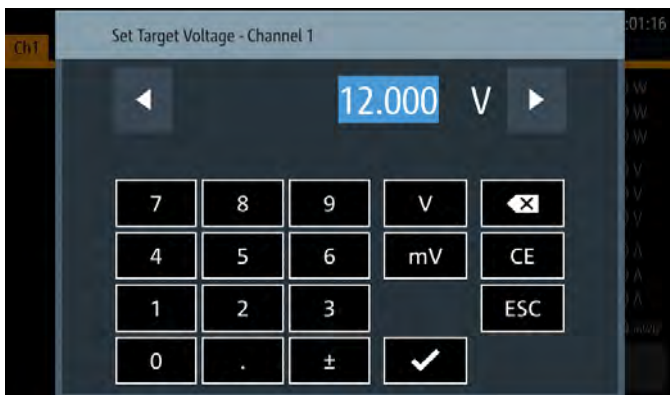 Set Target Voltage - Channel 1
:01:16
Ch1
12.000 V
W
W
W
7 8 9 V
V
V
4 5 6 mV CE
V
A
1 2 3 ESC
A
A
0 . ±